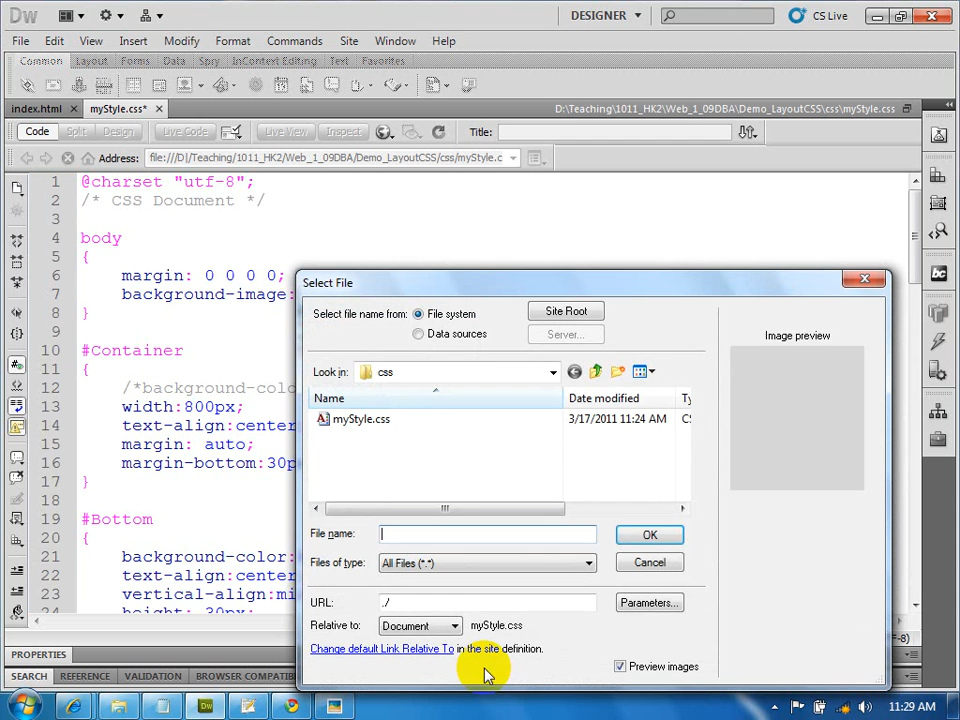 Dw
DESIGNER
CS Live
File Edit View Insert Modify Format Commands Site Window Help
Common Layout Forms Data Spry InContext Editing Text Favorites
index.html myStyle.css* D:\Teaching\1011_HK2\Web_1_09DBA\Demo_LayoutCSS\css\myStyle.css
Code Split Design Live Code Live View Inspect Title:
Address: file:///D|/Teaching/1011_HK2/Web_1_09DBA/Demo_LayoutCSS/css/myStyle.c
1 @charset "utf-8";
2 /* CSS Document */
3
4 body
5 {
6 margin: 0 0 0 0;
7 background-image:
8 }
9
10 #Container
11 {
12 /*background-colo
13 width:800px;
14 text-align:center
15 margin: auto;
16 margin-bottom:30p
17 }
18
19 #Bottom
20 {
21 background-color:
22 text-align:center
23 vertical-align:mi
24 height: 30px
Select File
Select file name from: File system Site Root
Data sources Server...
Image preview
Look in: css
Name Date modified Ty
myStyle.css 3/17/2011 11:24 AM CS
File name: OK
Files of type: All Files (*.*) Cancel
URL: ./ Parameters...
Relative to: Document myStyle.css
Change default Link Relative To in the site definition.
Preview images
PROPERTIES
SEARCH REFERENCE VALIDATION BROWSER COMPATIB
-8)
bc
Dw
11:29 AM